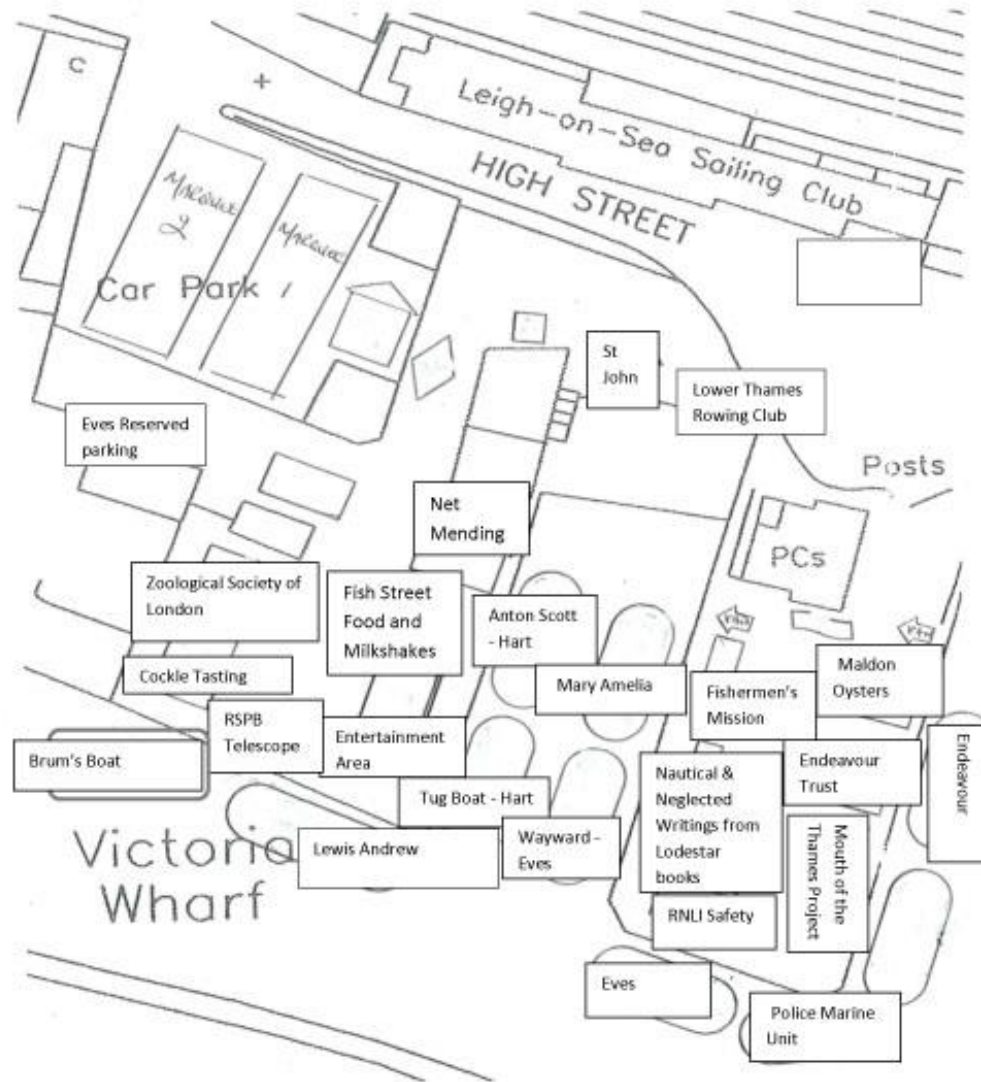 C
Leigh-on-Sea Sailing Club
HIGH STREET
MARQUEE
2
MARQUEE
Car Park 1
St
John
Lower Thames
Rowing Club
Eves Reserved
parking
Posts
Net
Mending
PCs
Zoological Society of
London
Fish Street
Food and
Milkshakes
Anton Scott
- Hart
Cockle Tasting
Mary Amelia
Fishermen's
Mission
Maldon
Oysters
RSPB
Telescope
Entertainment
Area
Brum's Boat
Endeavour
Trust
Endeavour
Tug Boat - Hart
Nautical &
Neglected
Writings from
Lodestar
books
Victoria
Wharf
Lewis Andrew
Wayward -
Eves
Mouth of the
Thames Project
RNLI Safety
Eves
Police Marine
Unit